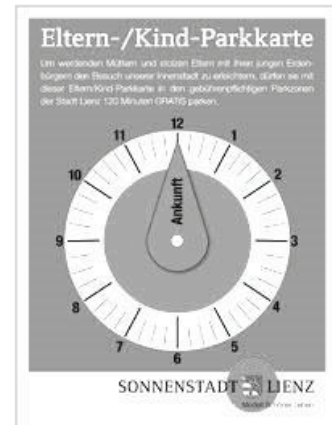 Eltern-/Kind-Parkkarte
Um werdenden Müttern und stolzen Eltern mit ihren jungen Erden-
bürgern den Besuch unserer Innenstadt zu erleichtern, dürfen sie mit
dieser Eltern/Kind-Parkkarte in den gebührenpflichtigen Parkzonen
der Stadt Lienz 120 Minuten GRATIS parken.
12
11
1
10
2
Ankunft
9
3
8
4
7
5
6
SONNENSTADT LIENZ